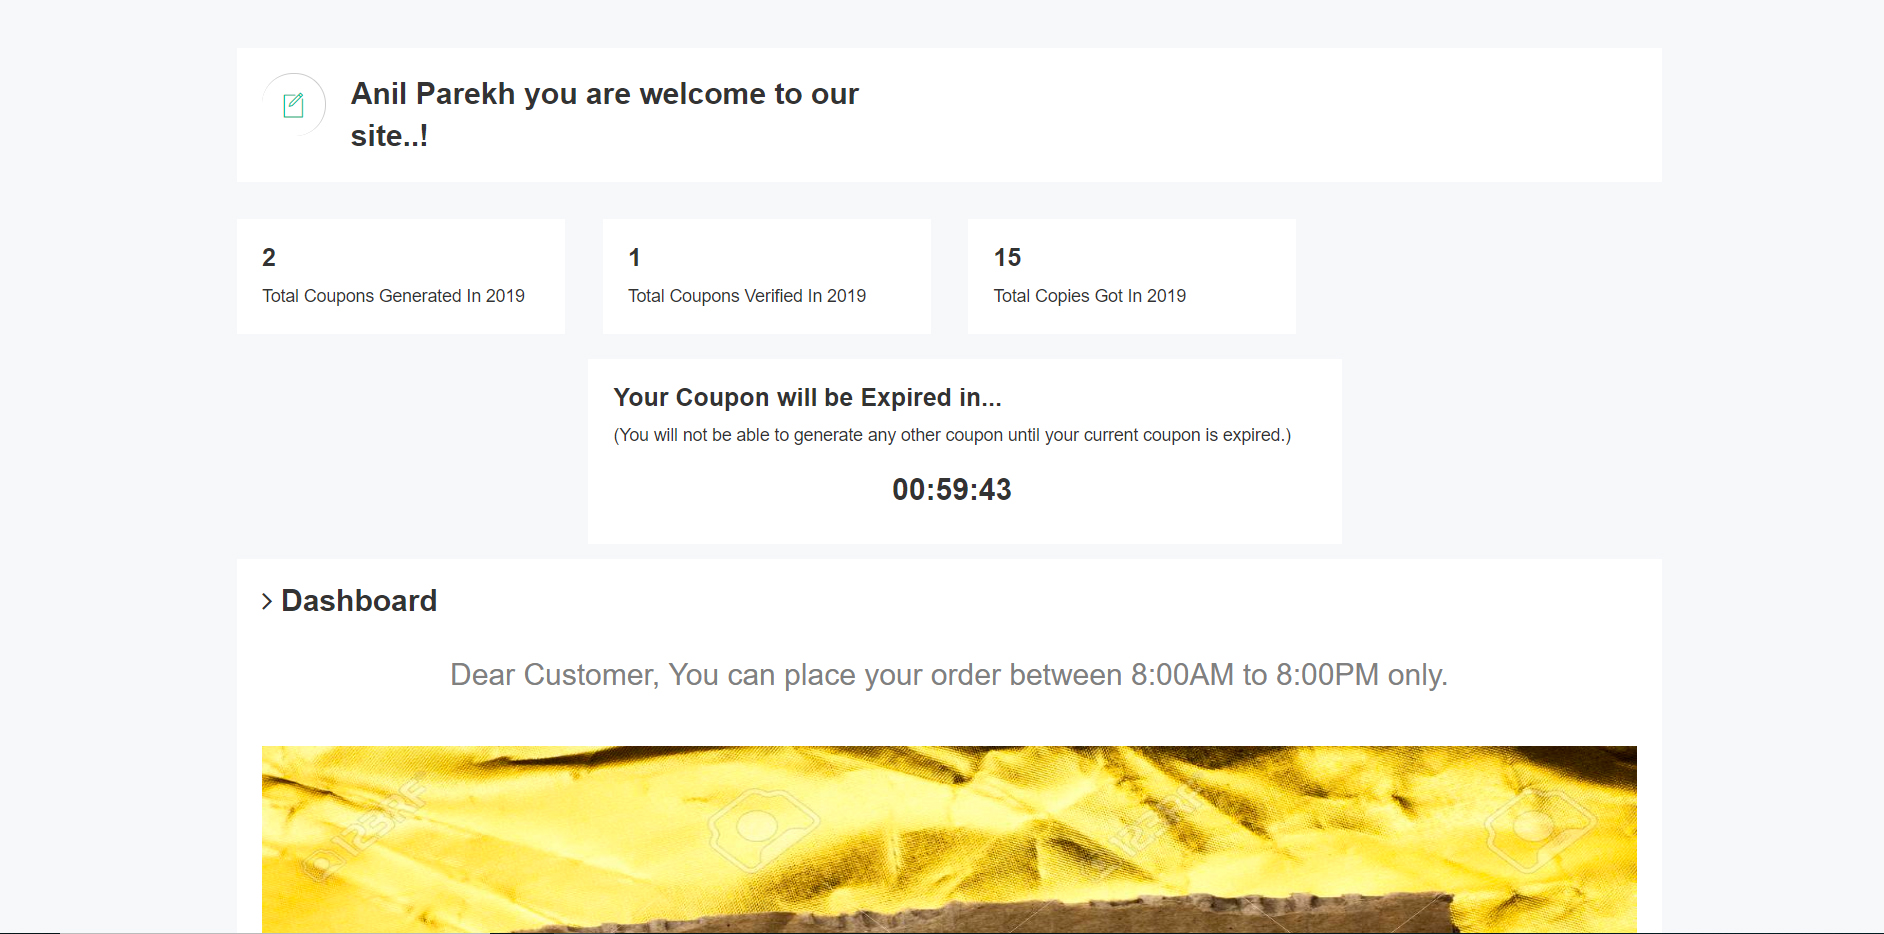 Anil Parekh you are welcome to our
site..!
2
Total Coupons Generated In 2019
1
Total Coupons Verified In 2019
15
Total Copies Got In 2019
Your Coupon will be Expired in...
(You will not be able to generate any other coupon until your current coupon is expired.)
00:59:43
Dashboard
Dear Customer, You can place your order between 8:00AM to 8:00PM only.
123RF
123RF